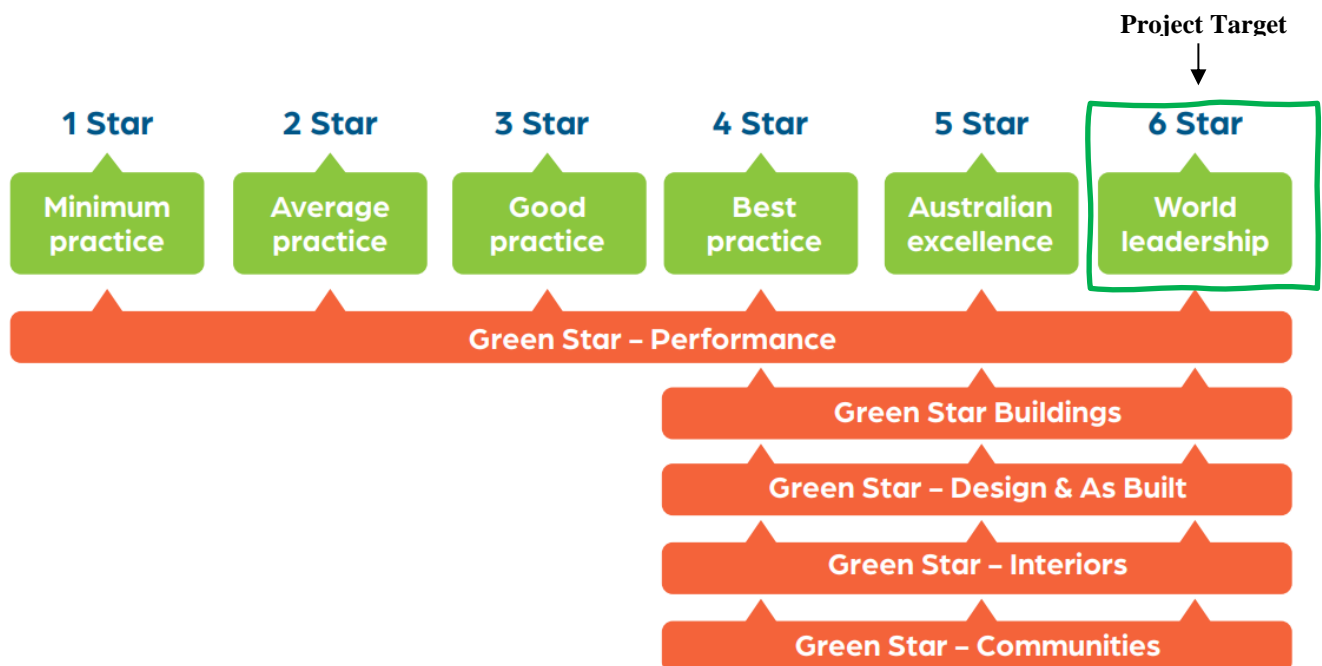 Project Target
1 Star
2 Star
3 Star
4 Star
5 Star
6 Star
Minimum
practice
Average
practice
Good
practice
Best
practice
Australian
excellence
World
leadership
Green Star – Performance
Green Star Buildings
Green Star – Design & As Built
Green Star – Interiors
Green Star – Communities